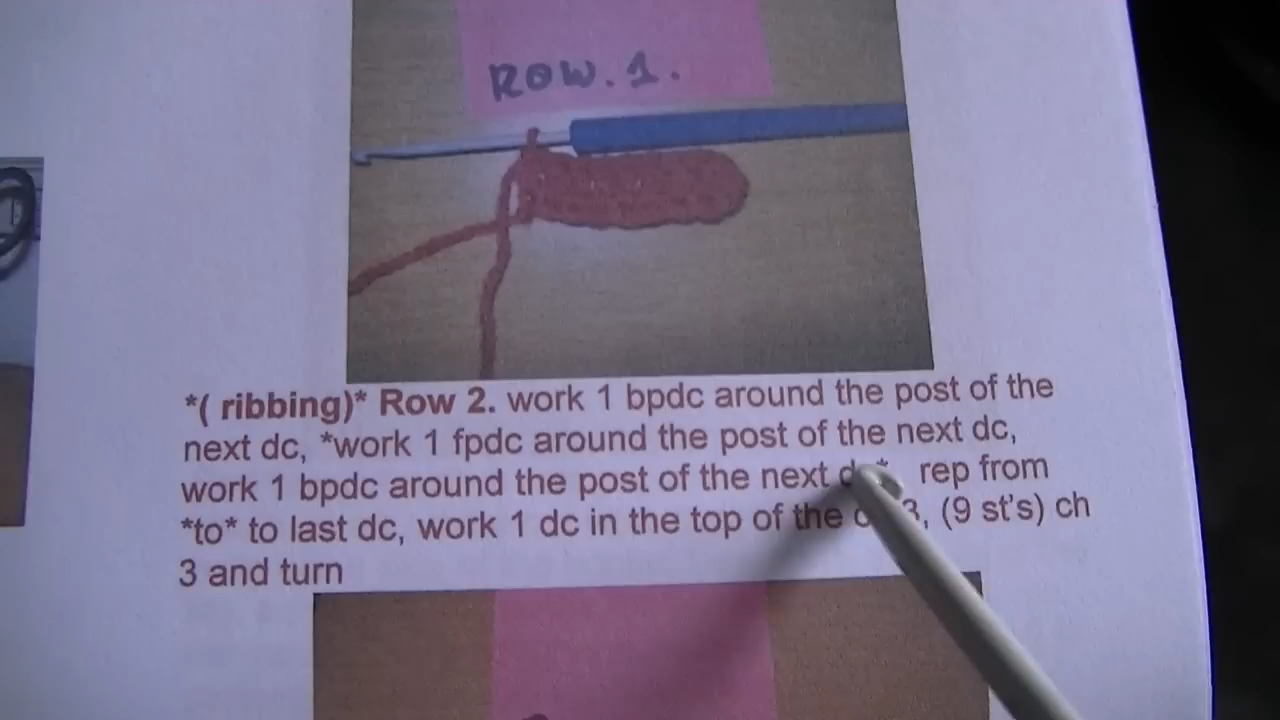 ROW. 1.
*( ribbing)* Row 2. work 1 bpdc around the post of the
next dc, *work 1 fpdc around the post of the next dc,
work 1 bpdc around the post of the next * rep from
*to* to last dc, work 1 dc in the top of the 3, (9 st's) ch
3 and turn